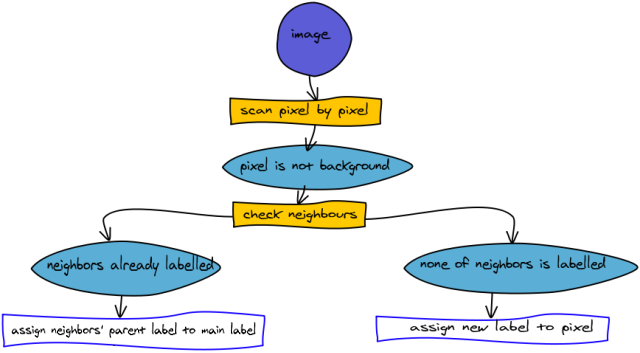 image
scan pixel by pixel
pixel is not background
check neighbours
neighbors already labelled
none of neighbors is labelled
assign neighbors' parent label to main label
assign new label to pixel